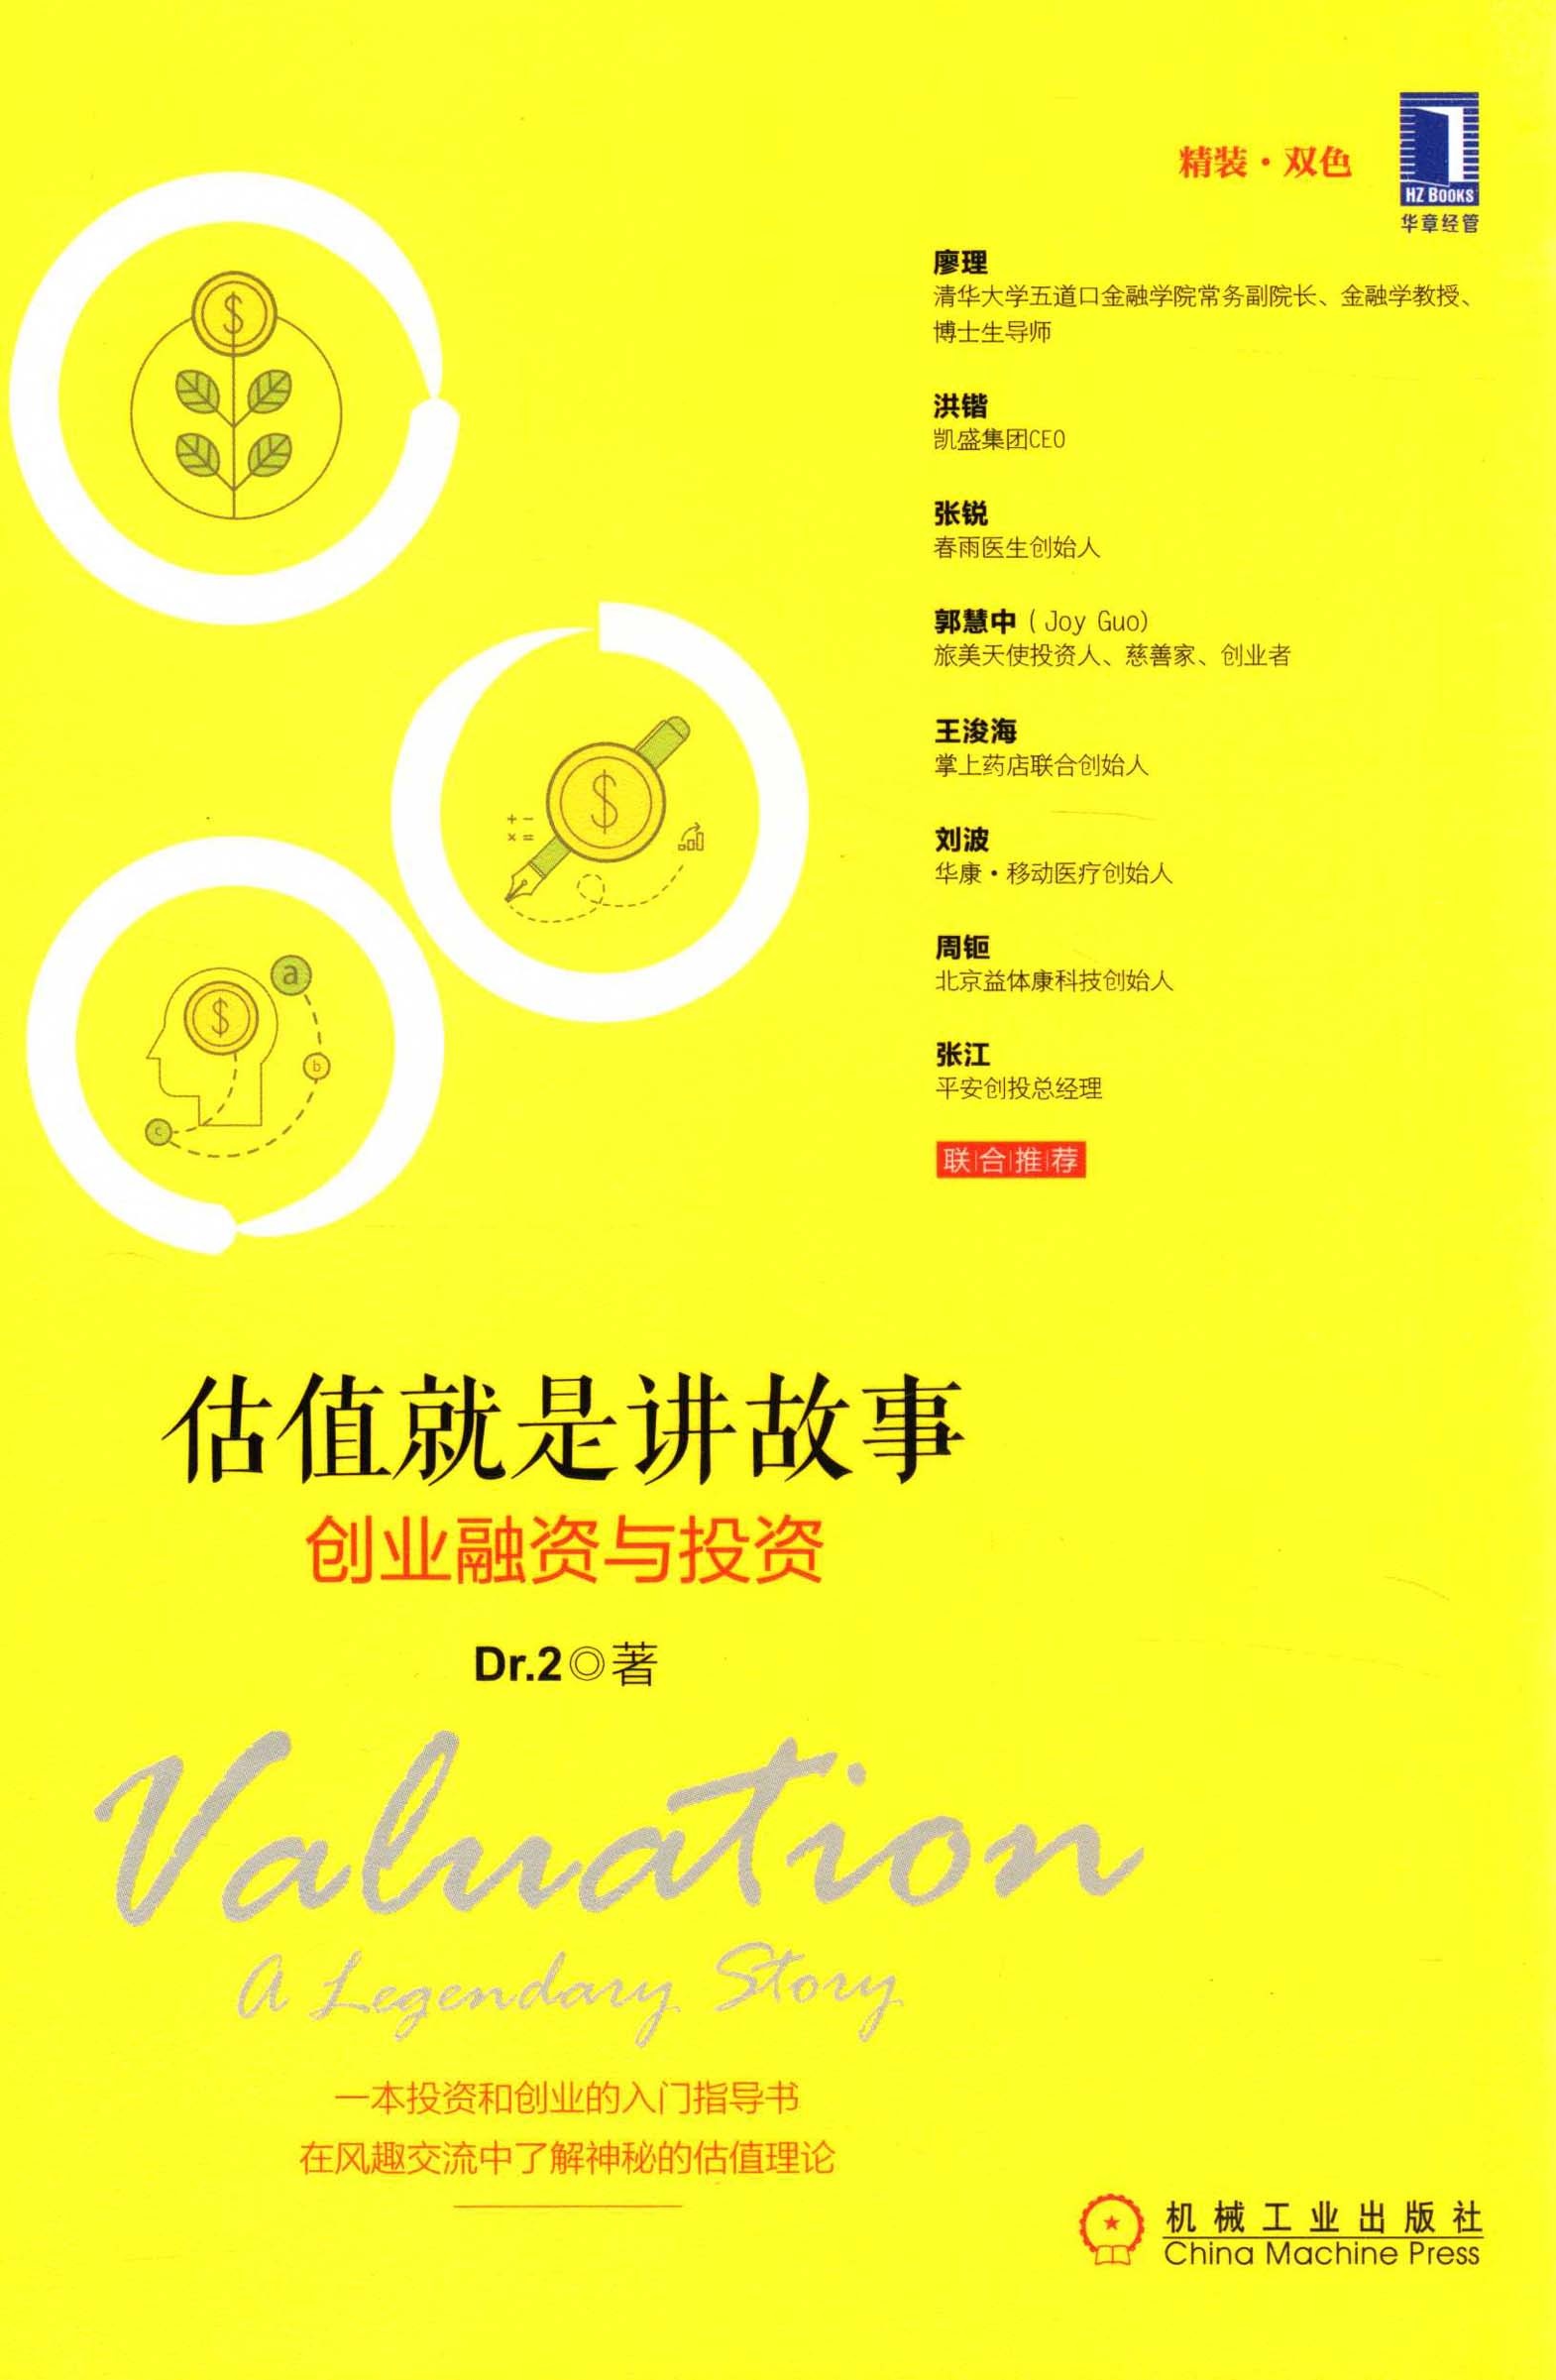 精装·双色
HZ BOOKS
华章经管
廖理
清华大学五道口金融学院常务副院长、金融学教授、
博士生导师
洪锴
凯盛集团CEO
张锐
春雨医生创始人
郭慧中(Joy Guo)
旅美天使投资人、慈善家、创业者
王浚海
掌上药店联合创始人
刘波
华康·移动医疗创始人
周钷
北京益体康科技创始人
张江
平安创投总经理
联合推荐
$
$
+ -
× =
$
a
b
c
估值就是讲故事
创业融资与投资
Dr.2◎著
Valuation
A Legendary Story
一本投资和创业的入门指导书
在风趣交流中了解神秘的估值理论
机械工业出版社
China Machine Press